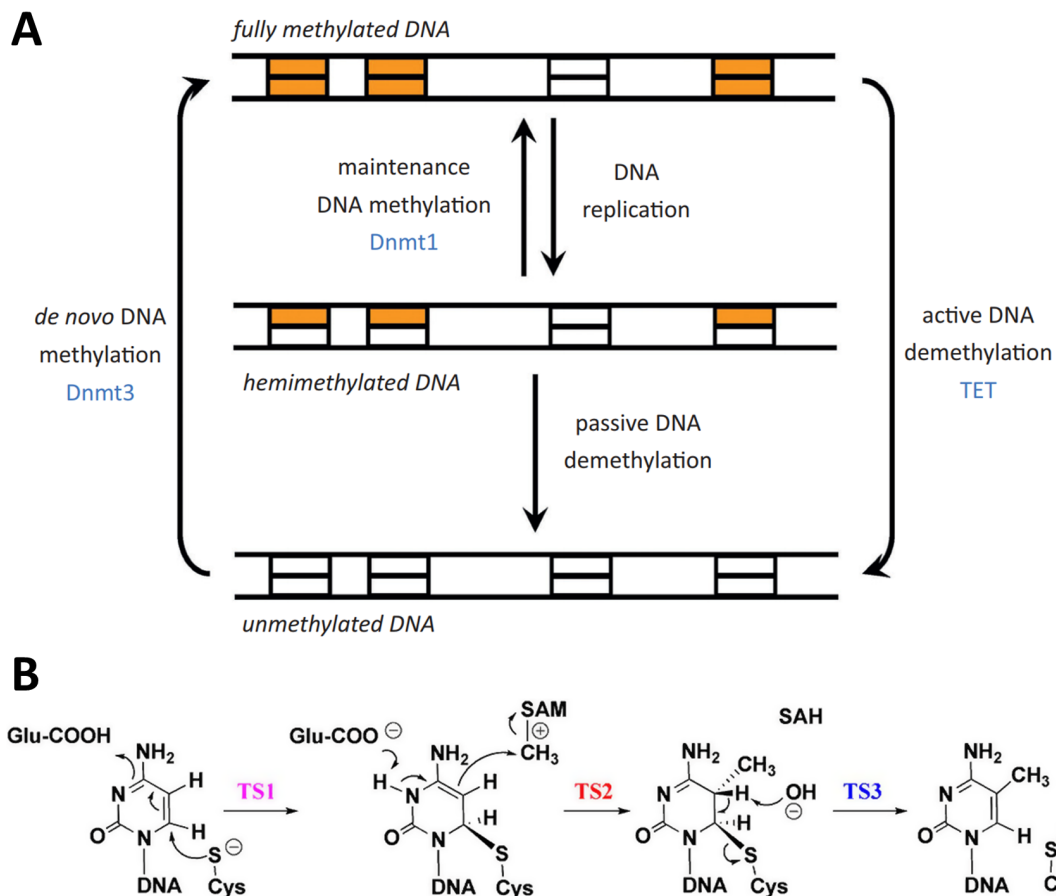 A
fully methylated DNA
maintenance
DNA methylation
Dnmt1
DNA
replication
de novo DNA
methylation
Dnmt3
active DNA
demethylation
TET
hemimethylated DNA
passive DNA
demethylation
unmethylated DNA
B
Glu-COOH
NH2
N
H
O
N
H
S ⊖
DNA
Cys
TS1
Glu-COO ⊖
SAM
⊕
CH3
NH2
H
N
H
H
O
N
S
DNA
Cys
TS2
SAH
NH2
CH3
N
H
OH
⊖
H
O
N
S
DNA
Cys
TS3
NH2
CH3
N
O
N
H
DNA
S
C